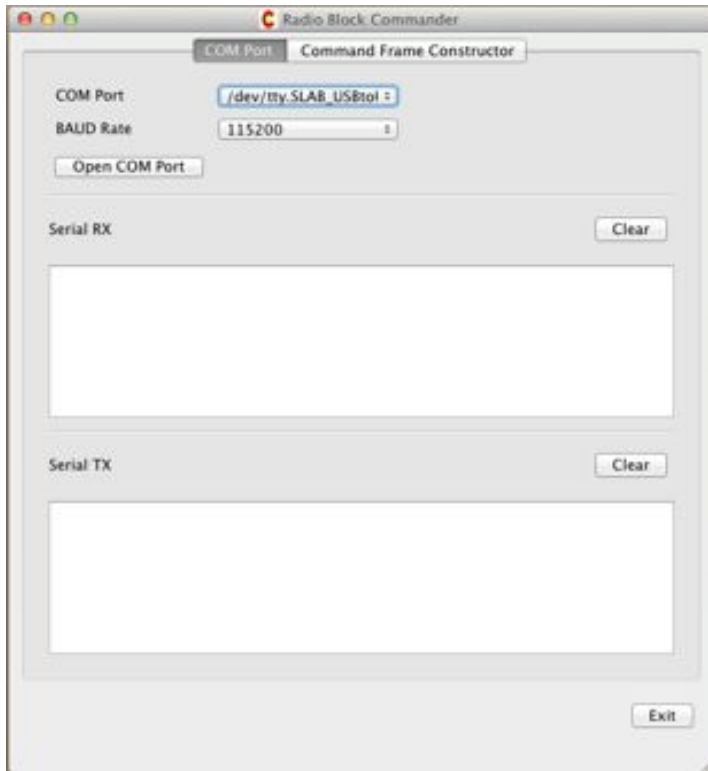 Radio Block Commander
COM Port Command Frame Constructor
COM Port /dev/tty.SLAB_USBtol
BAUD Rate 115200
Open COM Port
Serial RX Clear
Serial TX Clear
Exit